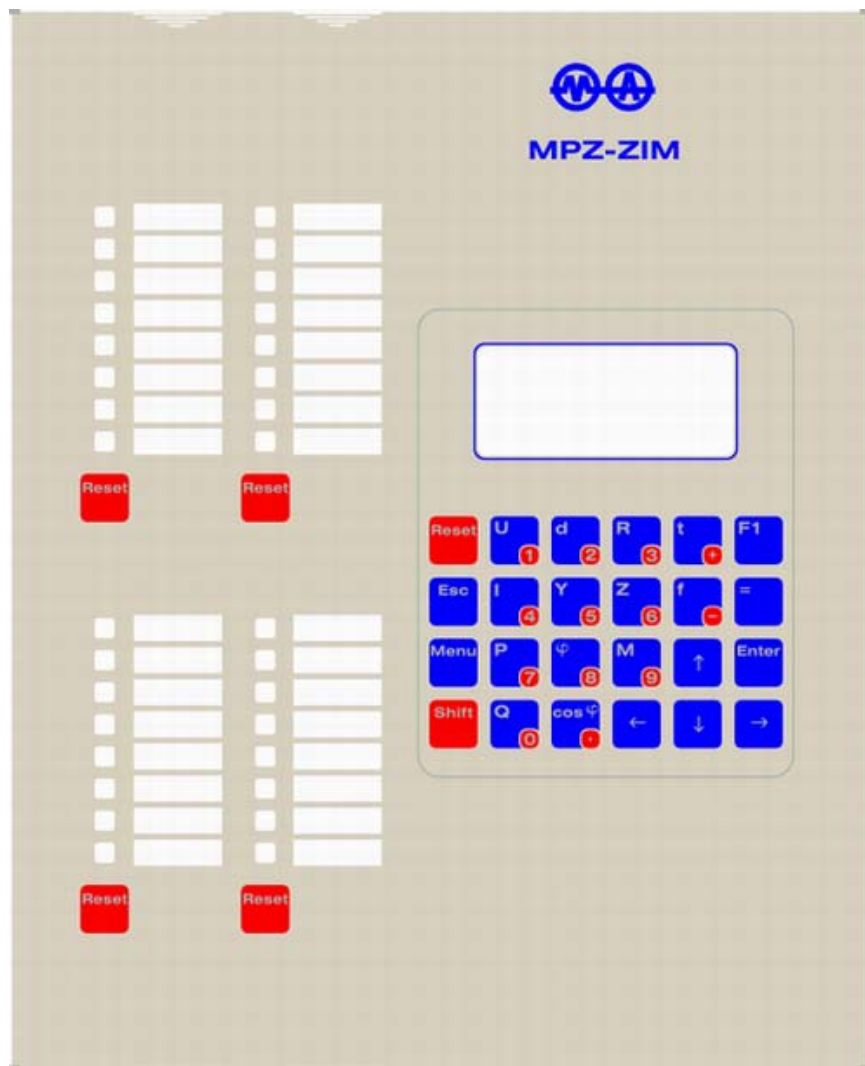 MA
MPZ-ZIM
Reset Reset
Reset U 1 d 2 R 3 t + F1
Esc I 4 Y 5 Z 6 f - =
Menu P 7 φ 8 M 9 ↑ Enter
Shift Q 0 cos φ . ← ↓ →
Reset Reset